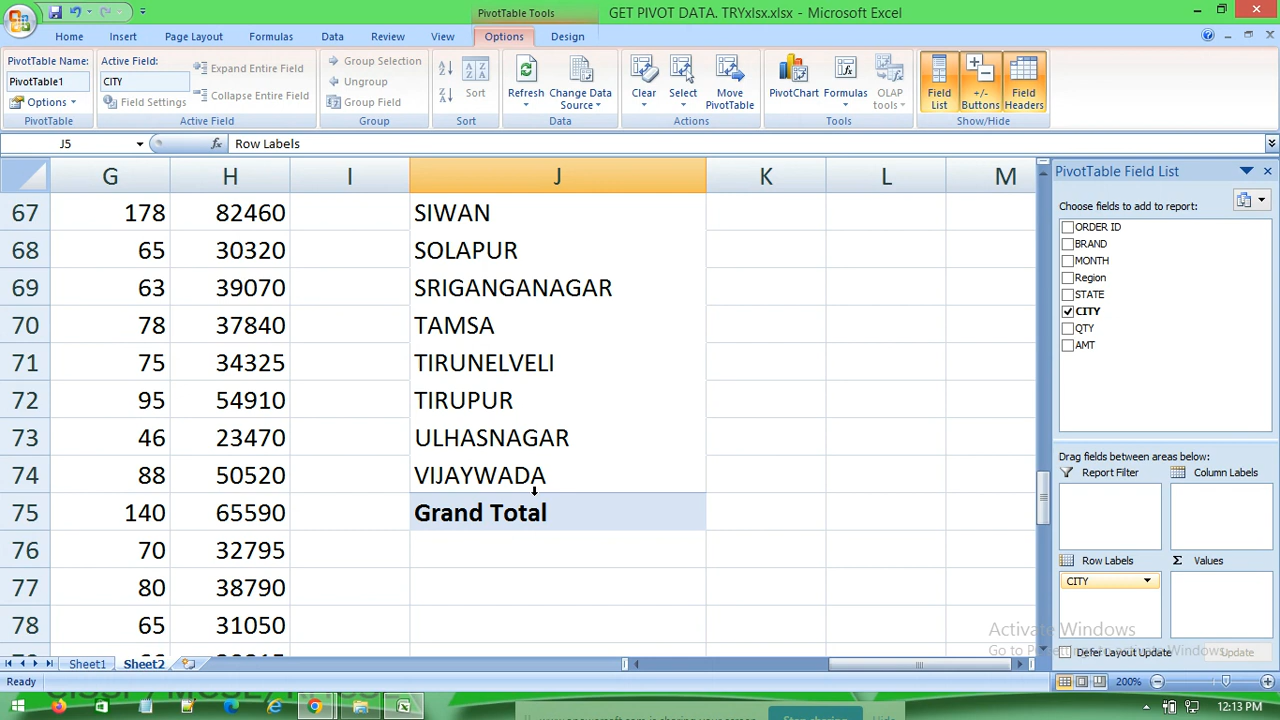 PivotTable Tools
GET PIVOT DATA. TRYxlsx.xlsx - Microsoft Excel
Home Insert Page Layout Formulas Data Review View Options Design
PivotTable Name:
PivotTable1
Options
PivotTable
Active Field:
CITY
Field Settings
Expand Entire Field
Collapse Entire Field
Active Field
Group Selection
Ungroup
Group Field
Group
Sort
Sort
Refresh
Change Data Source
Data
Clear
Select
Move PivotTable
Actions
PivotChart
Formulas
OLAP tools
Tools
Field List
+/- Buttons
Field Headers
Show/Hide
J5 fx Row Labels
G H I J K L M
67 178 82460 SIWAN
68 65 30320 SOLAPUR
69 63 39070 SRIGANGANAGAR
70 78 37840 TAMSA
71 75 34325 TIRUNELVELI
72 95 54910 TIRUPUR
73 46 23470 ULHASNAGAR
74 88 50520 VIJAYWADA
75 140 65590 Grand Total
76 70 32795
77 80 38790
78 65 31050
PivotTable Field List
Choose fields to add to report:
ORDER ID
BRAND
MONTH
Region
STATE
CITY
QTY
AMT
Drag fields between areas below:
Report Filter Column Labels
Row Labels Σ Values
CITY
Activate Windows
Defer Layout Update Update
Sheet1 Sheet2
Ready 200%
12:13 PM
Stop sharing Hide